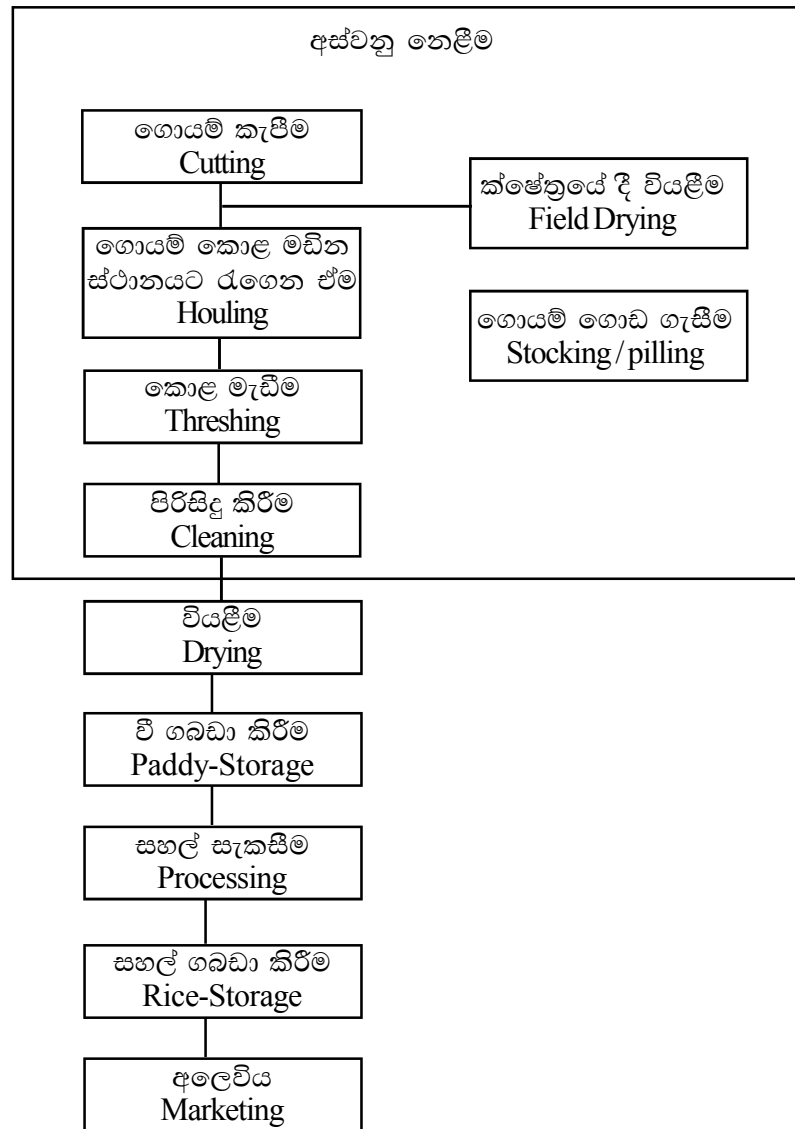 අස්වනු නෙළීම
ගොයම් කැපීම
Cutting
ක්ෂේත්‍රයේ දී වියළීම
Field Drying
ගොයම් කොළ මඩින
ස්ථානයට රැගෙන ඒම
Houling
ගොයම් ගොඩ ගැසීම
Stocking / pilling
කොළ මැඩීම
Threshing
පිරිසිදු කිරීම
Cleaning
වියළීම
Drying
වී ගබඩා කිරීම
Paddy-Storage
සහල් සැකසීම
Processing
සහල් ගබඩා කිරීම
Rice-Storage
අලෙවිය
Marketing